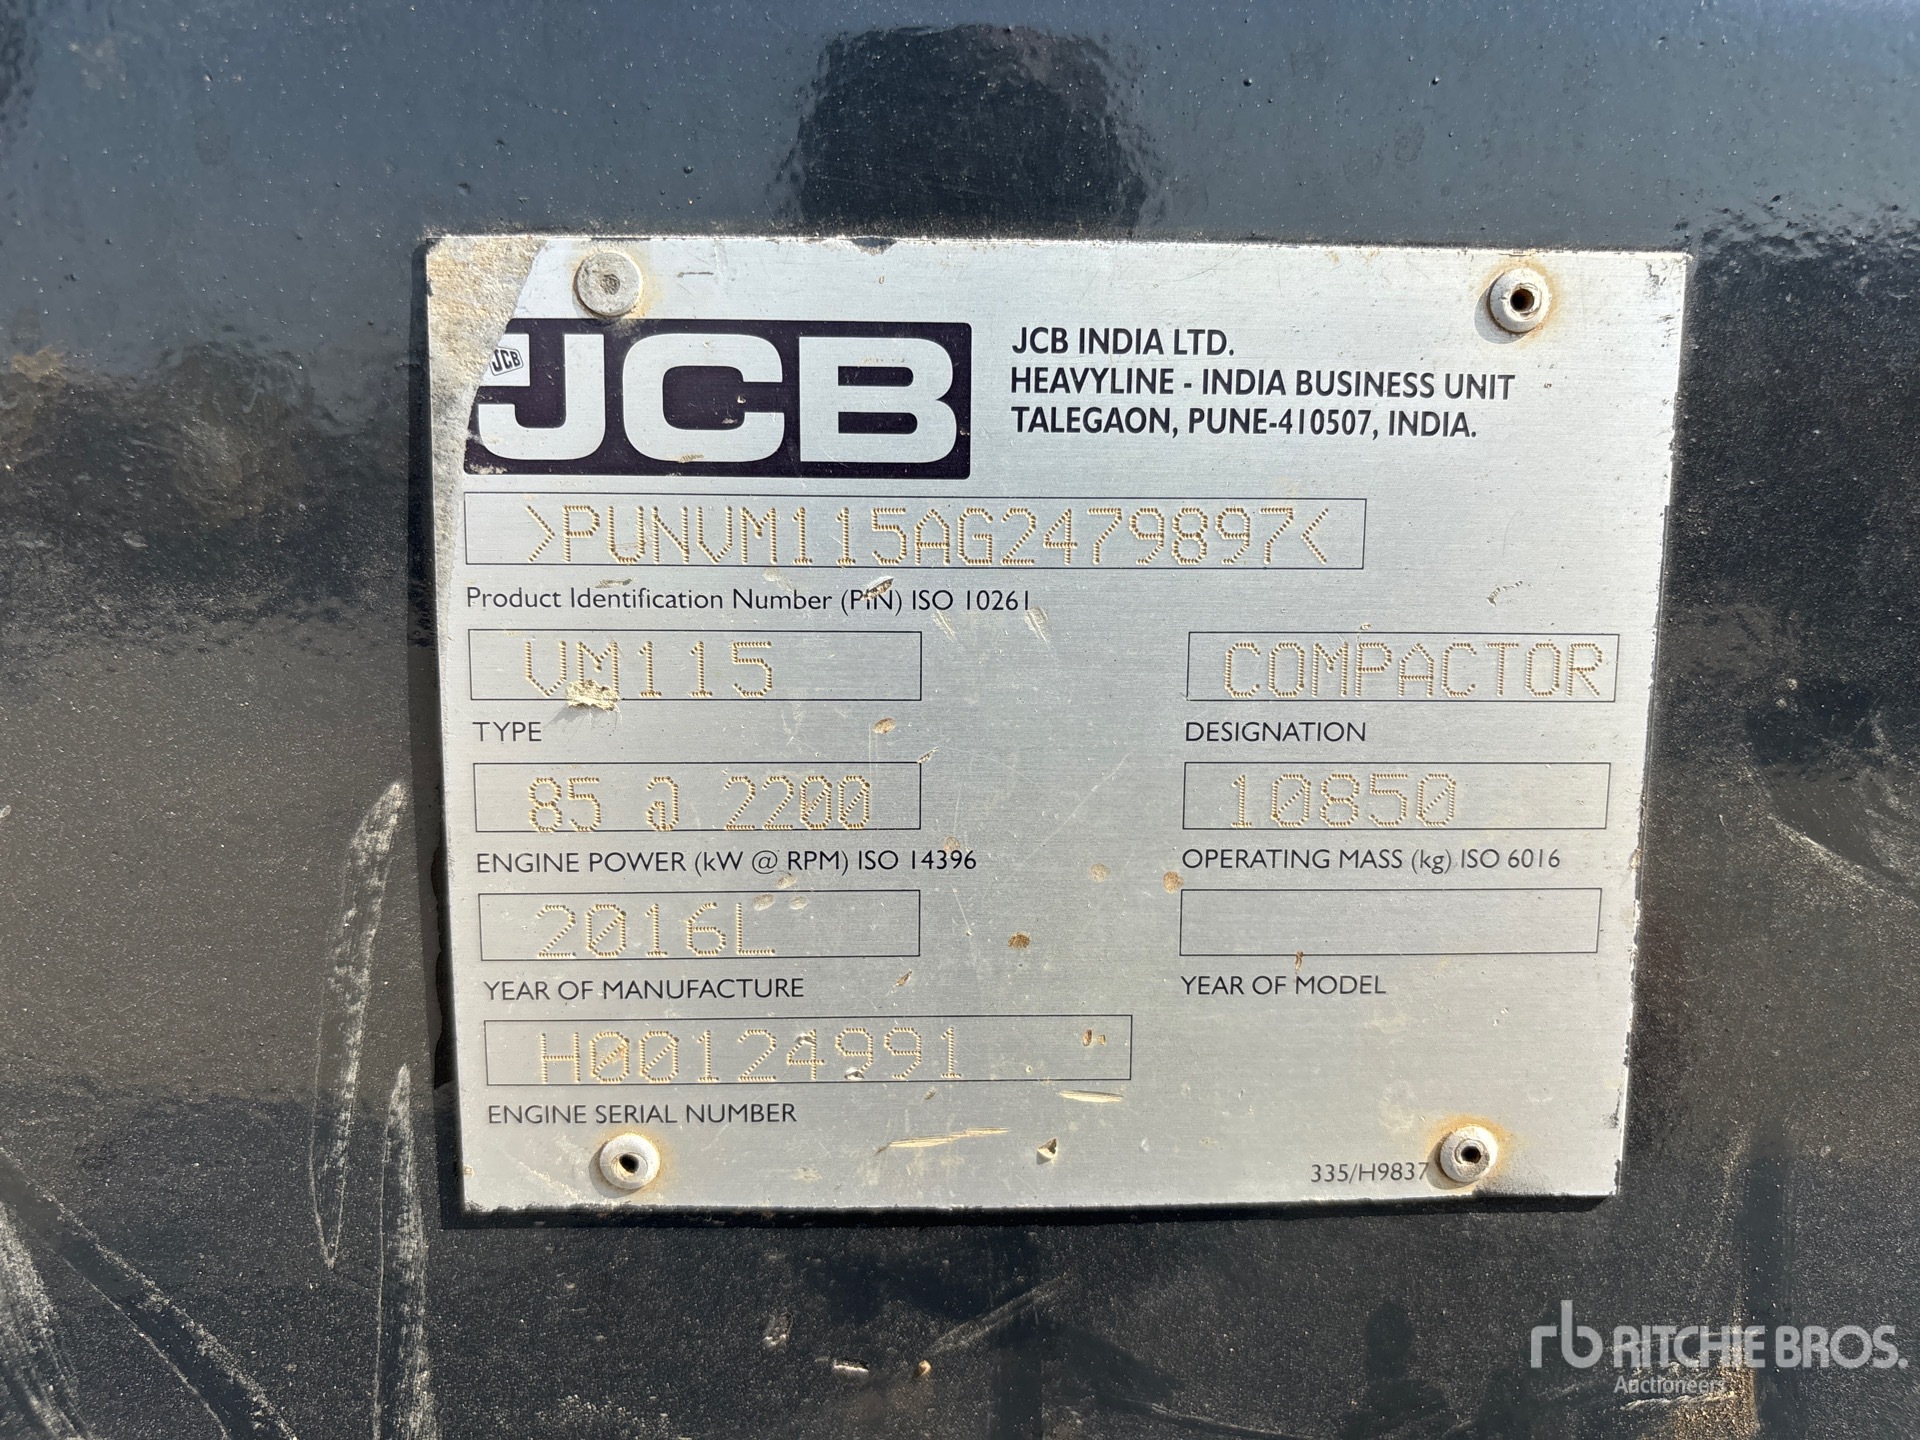 JCB
JCB
JCB INDIA LTD.
HEAVYLINE - INDIA BUSINESS UNIT
TALEGAON, PUNE-410507, INDIA.
>PUNVM115AG2479897<
Product Identification Number (PIN) ISO 10261
VM115
COMPACTOR
TYPE
DESIGNATION
85 @ 2200
10850
ENGINE POWER (kW @ RPM) ISO 14396
OPERATING MASS (kg) ISO 6016
2016L
YEAR OF MANUFACTURE
YEAR OF MODEL
H00124991
ENGINE SERIAL NUMBER
335/H9837
rb RITCHIE BROS.
Auctioneers